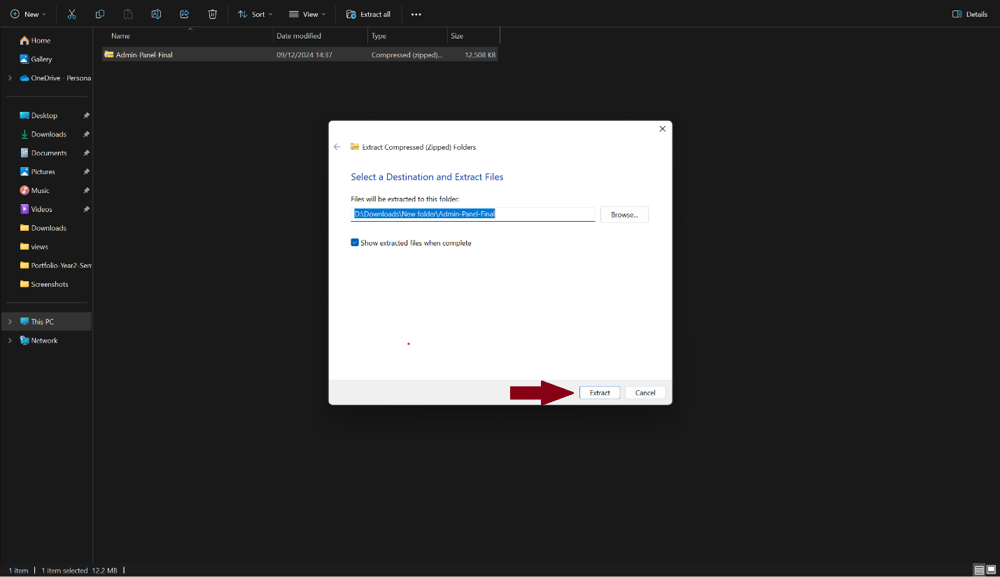 New
Sort
View
Extract all
Details
Name
Date modified
Type
Size
Admin-Panel-Final
09/12/2024 14:37
Compressed (zipped)...
12,508 KB
Home
Gallery
OneDrive - Persona
Desktop
Downloads
Documents
Pictures
Music
Videos
Downloads
views
Portfolio-Year2-Sem
Screenshots
This PC
Network
Extract Compressed (Zipped) Folders
Select a Destination and Extract Files
Files will be extracted to this folder:
D:\Downloads\New folder\Admin-Panel-Final
Browse...
Show extracted files when complete
Extract
Cancel
1 item
1 item selected 12.2 MB